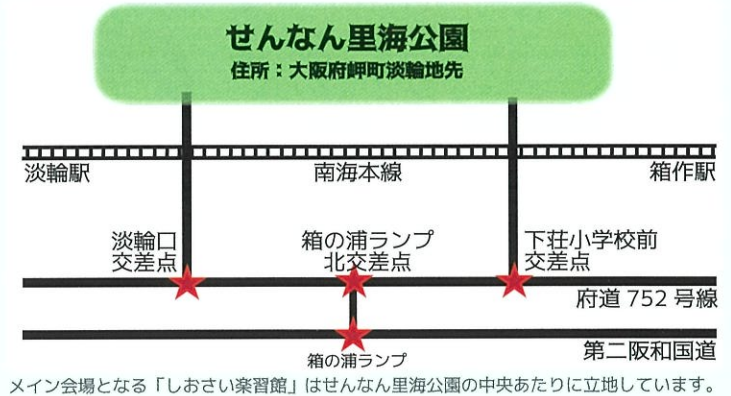 せんなん里海公園
住所：大阪府岬町淡輪地先
淡輪駅
南海本線
箱作駅
淡輪口
交差点
箱の浦ランプ
北交差点
下荘小学校前
交差点
府道 752 号線
箱の浦ランプ
第二阪和国道
メイン会場となる「しおさい楽習館」はせんなん里海公園の中央あたりに立地しています。